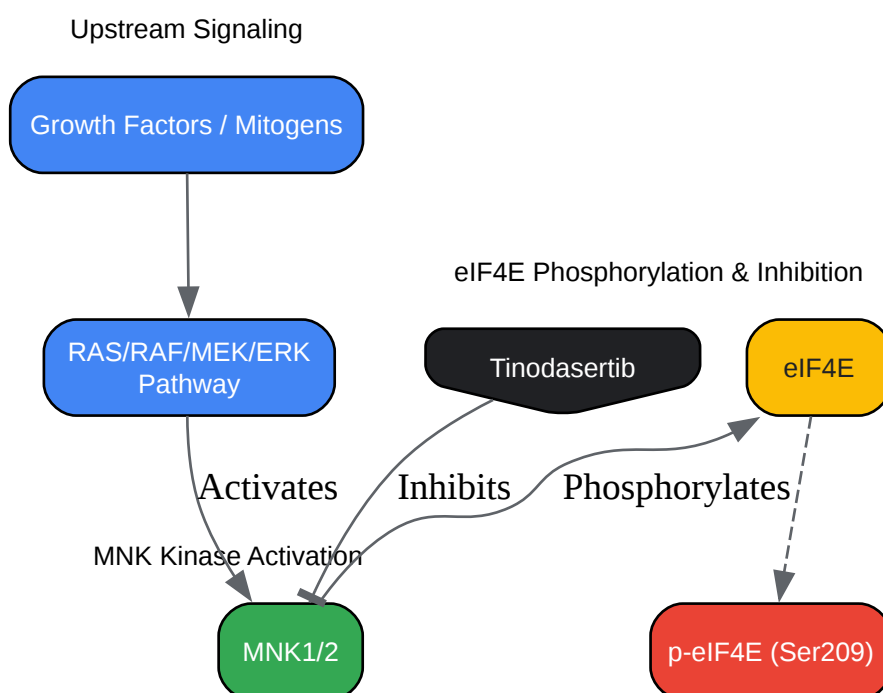 Upstream Signaling
Growth Factors / Mitogens
eIF4E Phosphorylation & Inhibition
RAS/RAF/MEK/ERK
Pathway
Tinodasertib
eIF4E
Activates
Inhibits
Phosphorylates
MNK Kinase Activation
MNK1/2
p-eIF4E (Ser209)